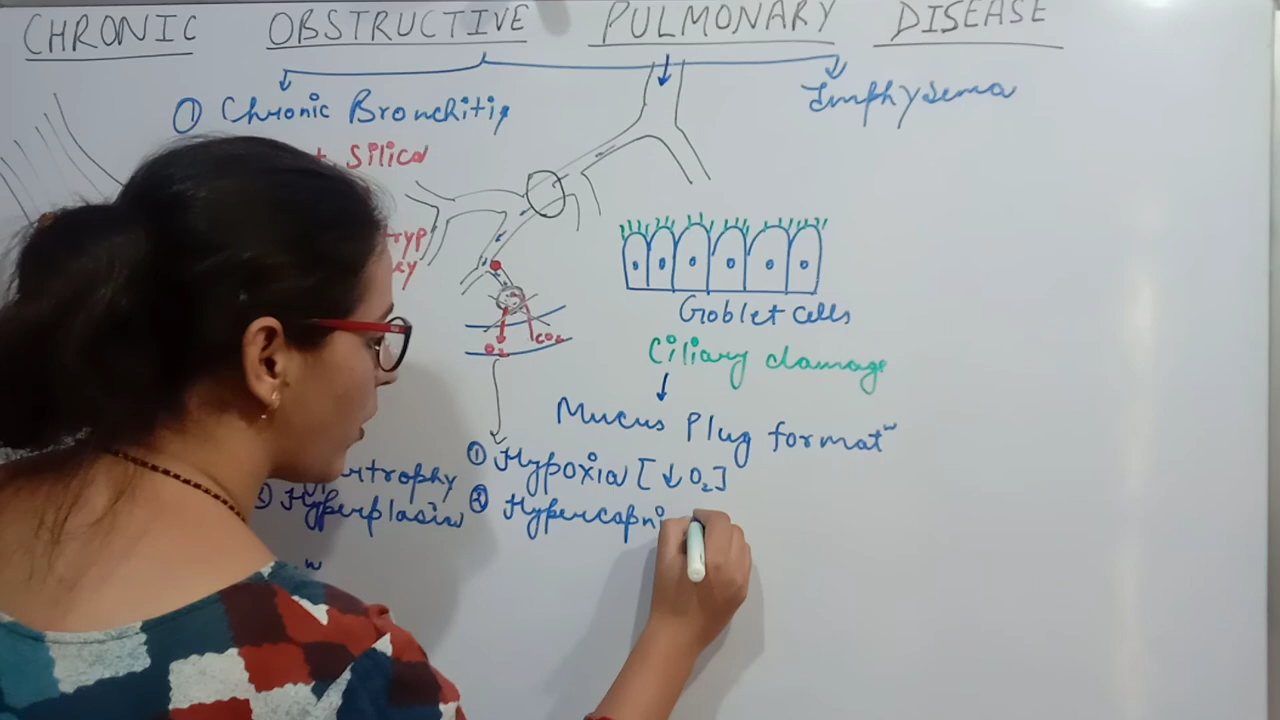 CHRONIC OBSTRUCTIVE PULMONARY DISEASE
① Chronic Bronchitis
Emphysema
Silica
O₂
CO₂
Goblet cells
Ciliary damage
Mucus Plug format~
① Hypoxia [↓ O₂]
② Hypercapni
Hyperplasia